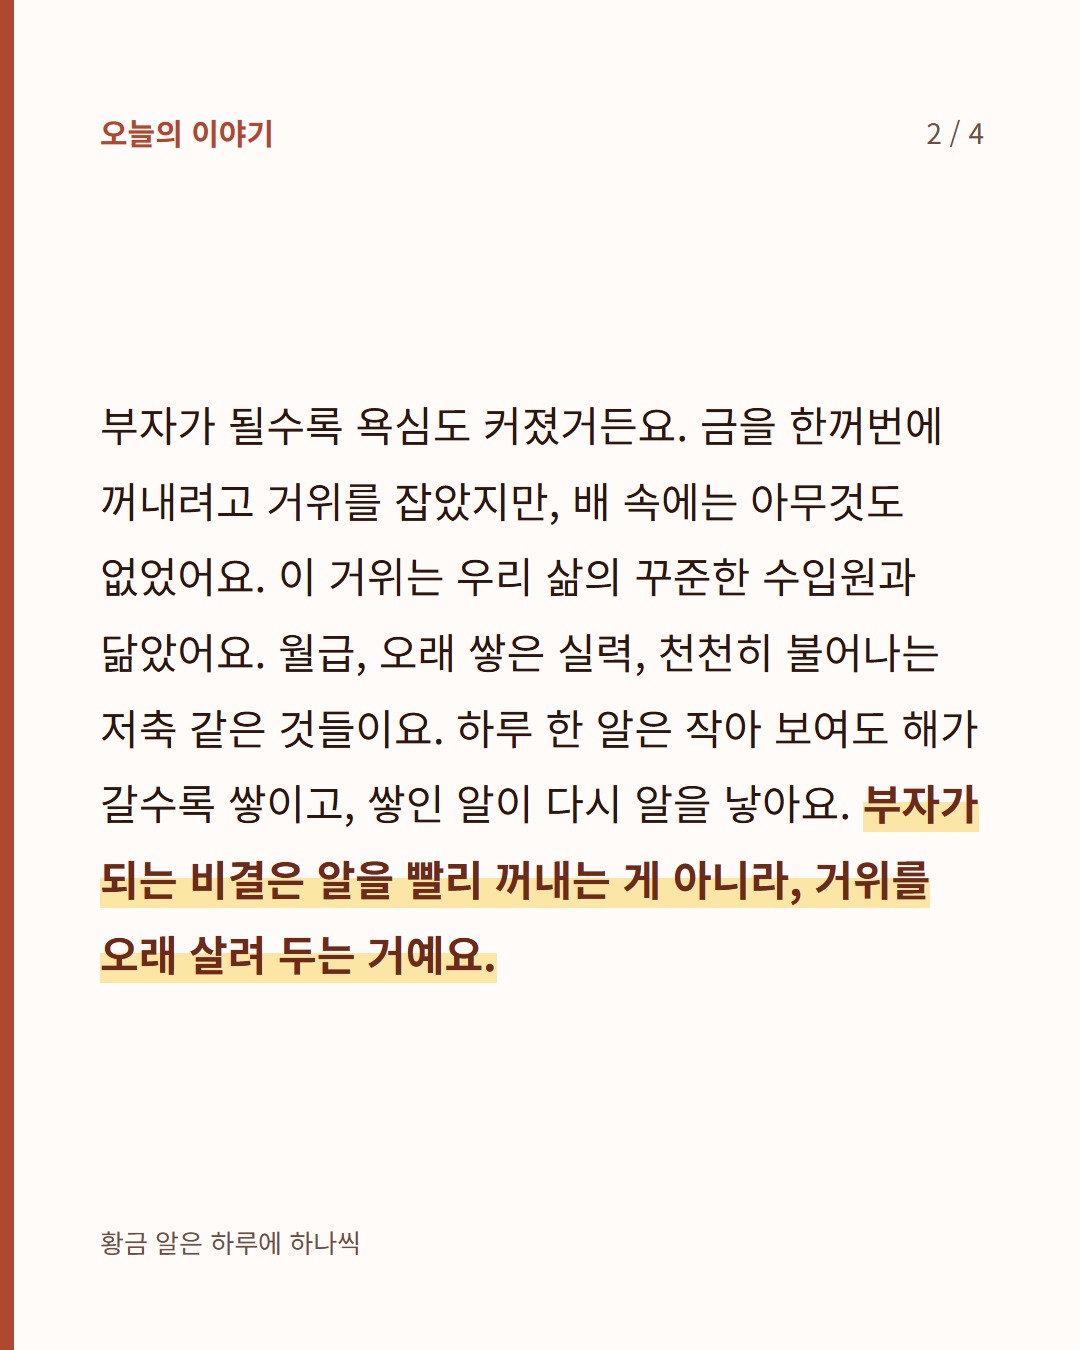 오늘의 이야기
2 / 4
부자가 될수록 욕심도 커졌거든요. 금을 한꺼번에
꺼내려고 거위를 잡았지만, 배 속에는 아무것도
없었어요. 이 거위는 우리 삶의 꾸준한 수입원과
닮았어요. 월급, 오래 쌓은 실력, 천천히 불어나는
저축 같은 것들이요. 하루 한 알은 작아 보여도 해가
갈수록 쌓이고, 쌓인 알이 다시 알을 낳아요. 부자가
되는 비결은 알을 빨리 꺼내는 게 아니라, 거위를
오래 살려 두는 거예요.
황금 알은 하루에 하나씩